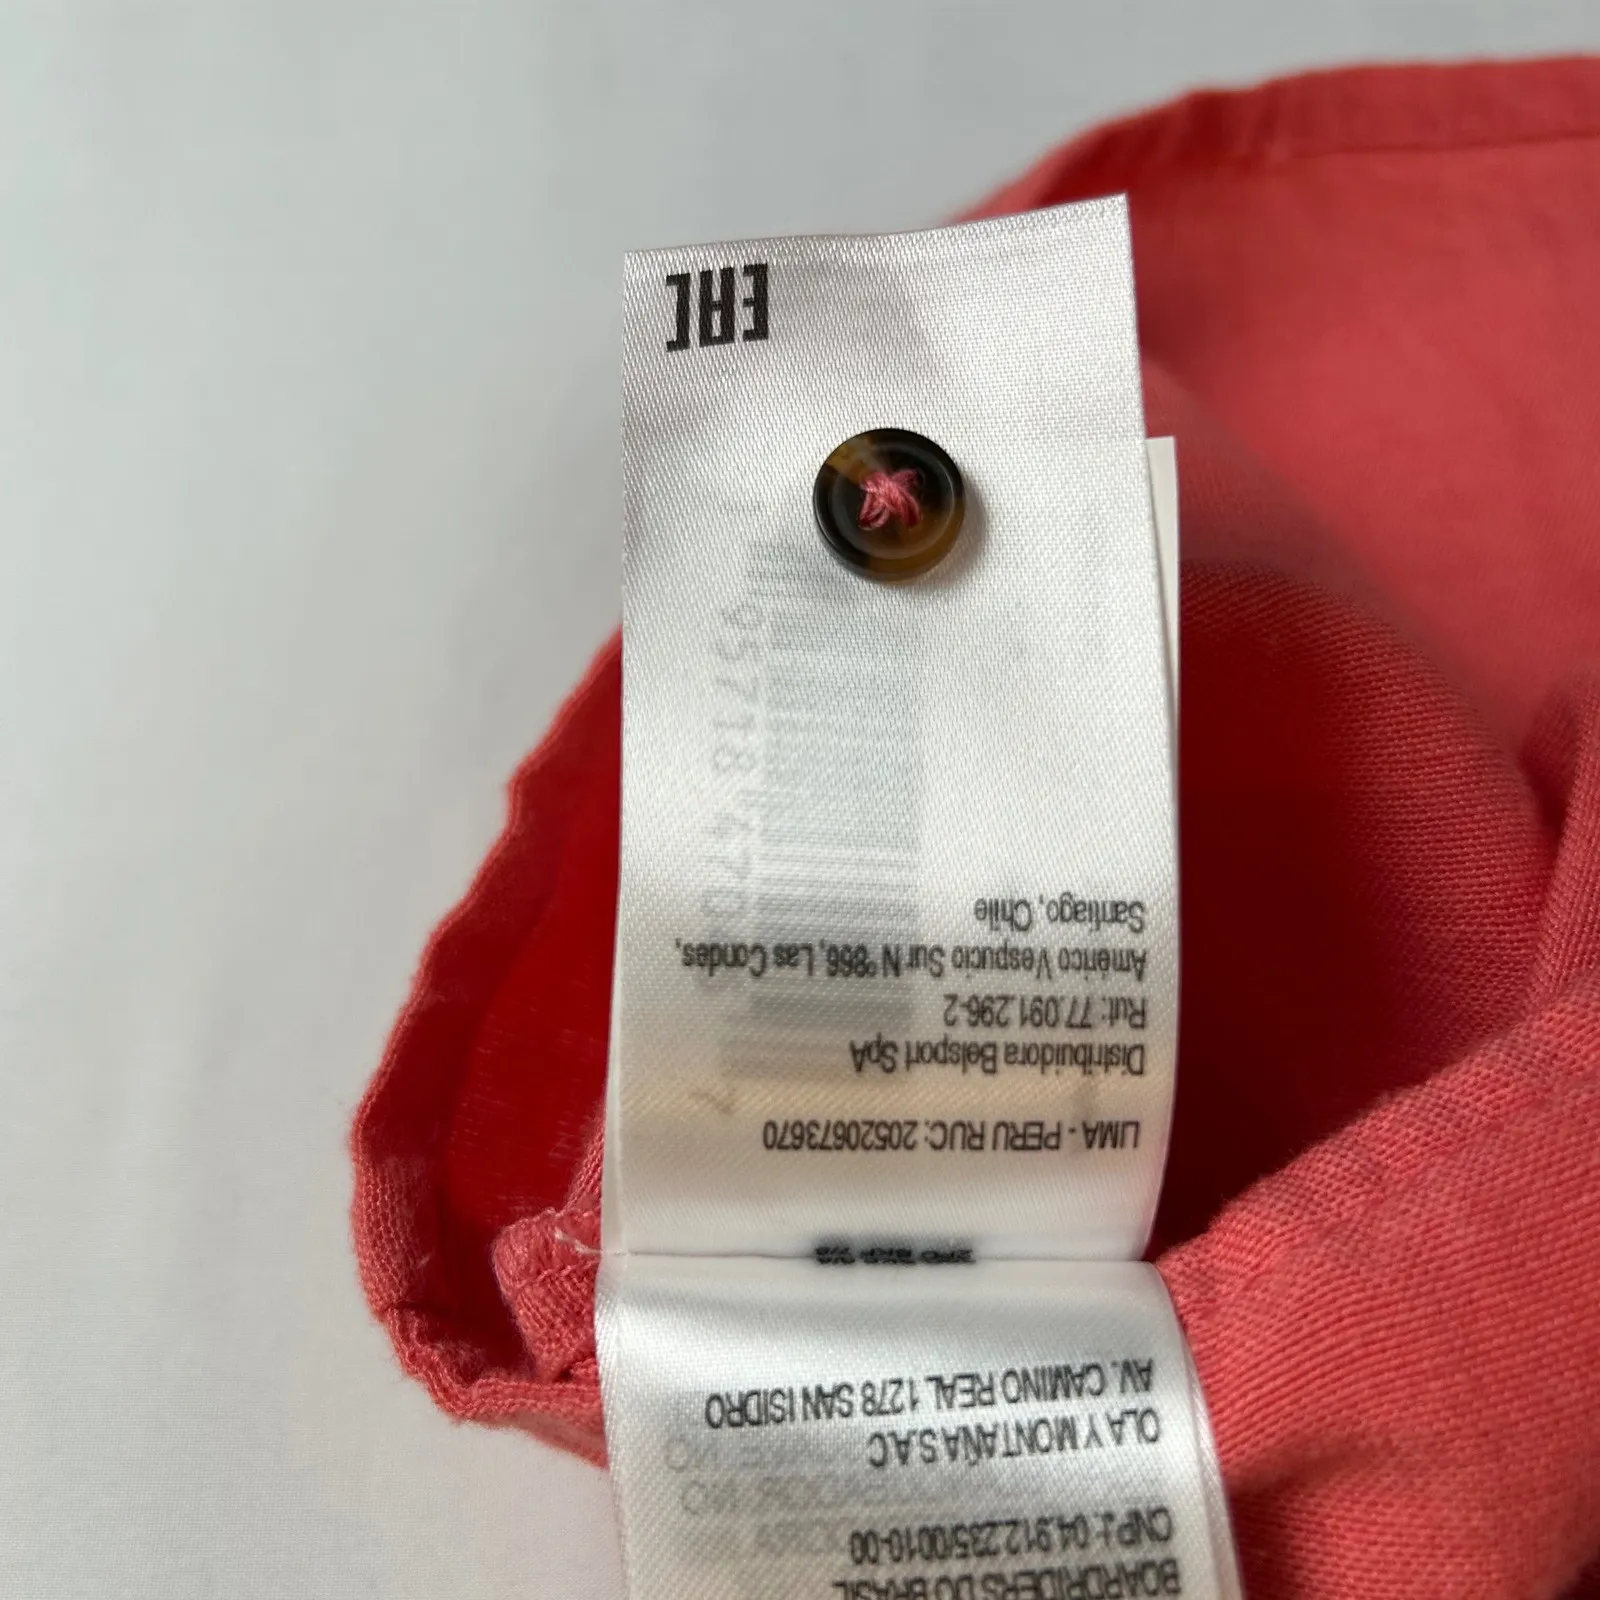 BOARDRIDERS DO BRASIL
CNPJ: 04.912.235/0010-00
OLA Y MONTAÑA S.A.C
AV. CAMINO REAL 1278 SAN ISIDRO
LIMA - PERU RUC: 20520673670
Distribuidora Belsport SpA
Rut: 77.091.296-2
Américo Vespucio Sur N°866, Las Condes,
Santiago, Chile
EAC